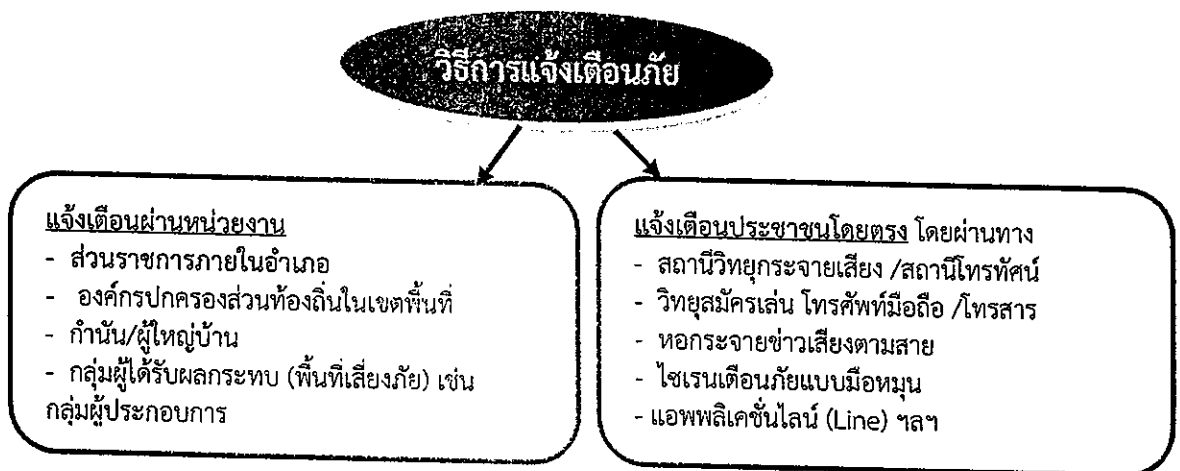 วิธีการแจ้งเตือนภัย
แจ้งเตือนผ่านหน่วยงาน
- ส่วนราชการภายในอำเภอ
- องค์กรปกครองส่วนท้องถิ่นในเขตพื้นที่
- กำนัน/ผู้ใหญ่บ้าน
- กลุ่มผู้ได้รับผลกระทบ (พื้นที่เสี่ยงภัย) เช่น
กลุ่มผู้ประกอบการ
แจ้งเตือนประชาชนโดยตรง โดยผ่านทาง
- สถานีวิทยุกระจายเสียง /สถานีโทรทัศน์
- วิทยุสมัครเล่น โทรศัพท์มือถือ /โทรสาร
- หอกระจายข่าวเสียงตามสาย
- ไซเรนเตือนภัยแบบมือหมุน
- แอพพลิเคชั่นไลน์ (Line) ฯลฯ